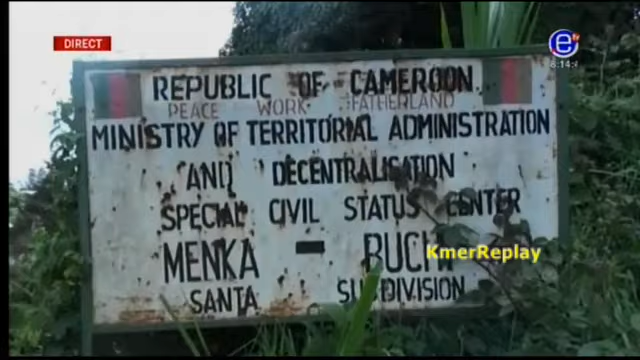 DIRECT
e tv
REPUBLIC OF CAMEROON
PEACE WORK FATHERLAND
MINISTRY OF TERRITORIAL ADMINISTRATION
AND DECENTRALISATION
SPECIAL CIVIL STATUS CENTER
MENKA - BUCHI
KmerReplay
SANTA SUBDIVISION